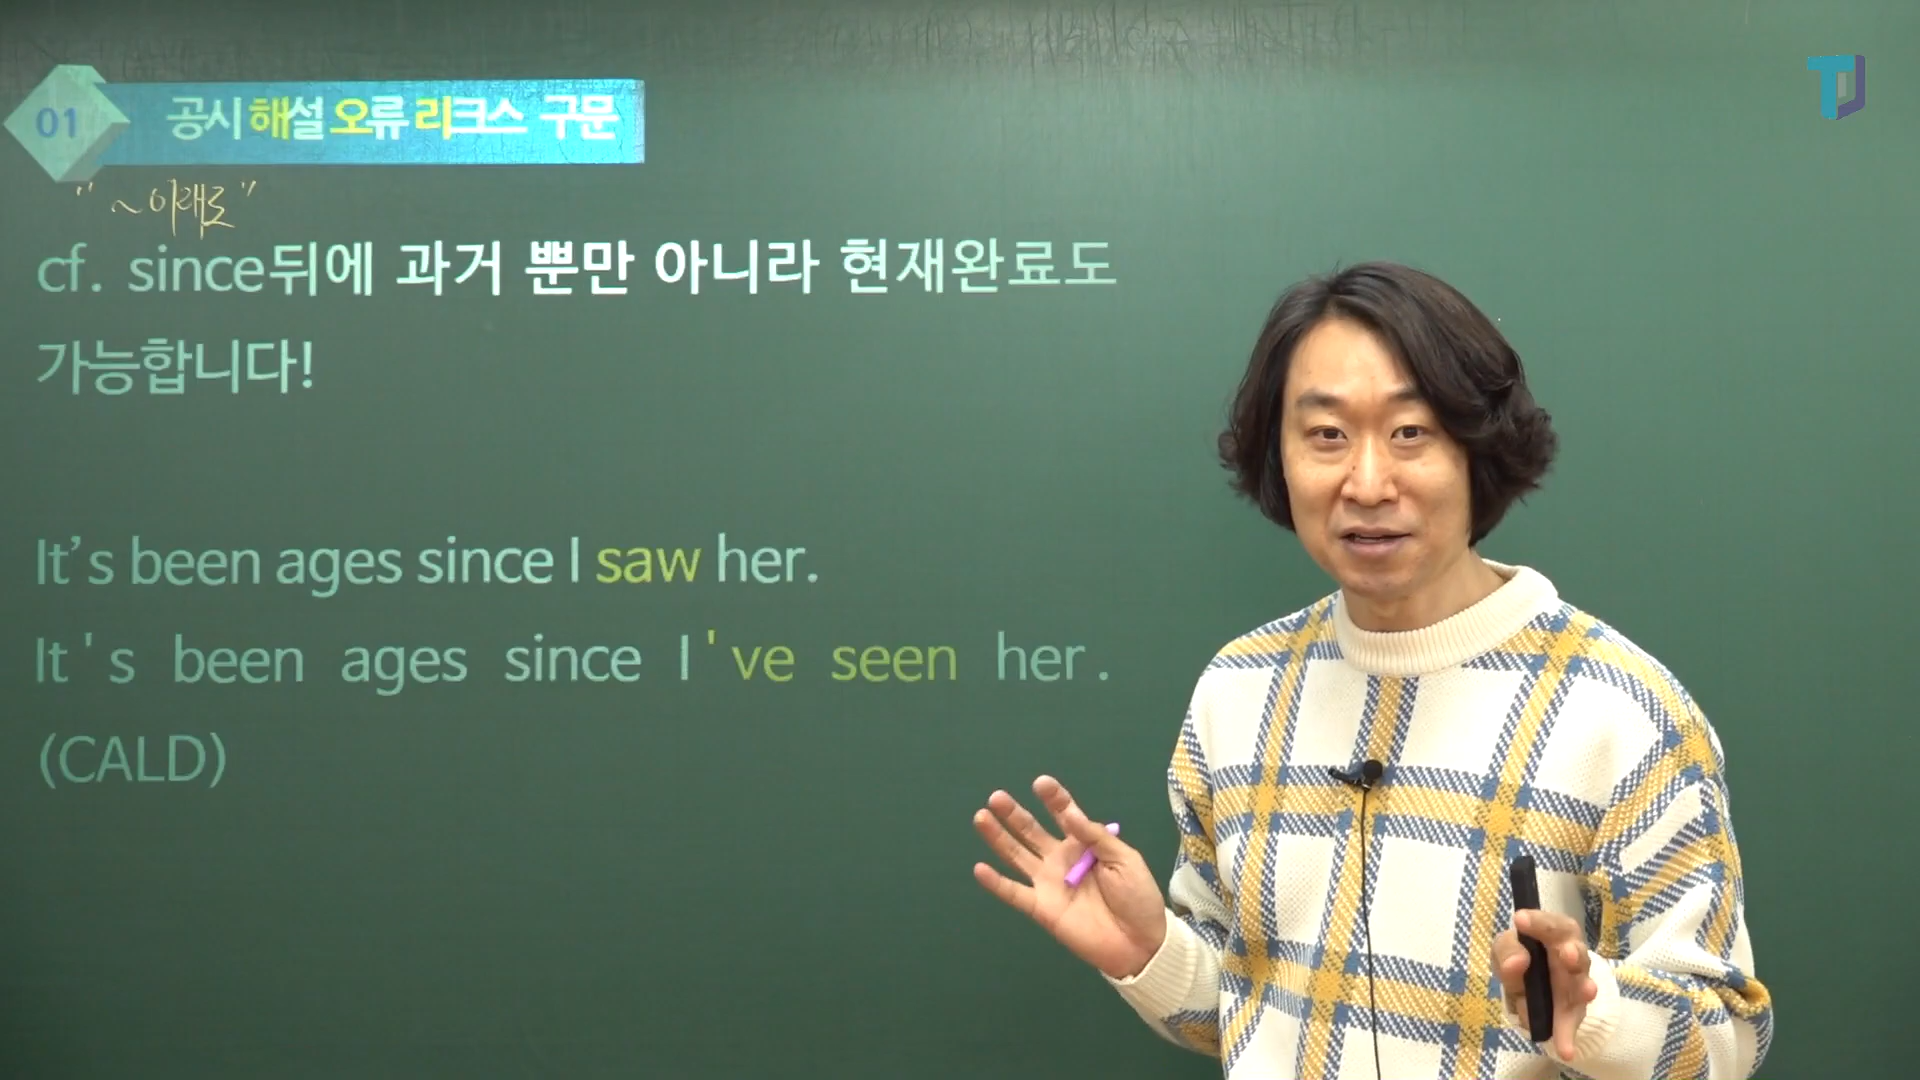 01 공시 해설 오류 리크스 구문
"~이래로"
cf. since뒤에 과거 뿐만 아니라 현재완료도
가능합니다!
It’s been ages since I saw her.
It's been ages since I've seen her.
(CALD)
TJ